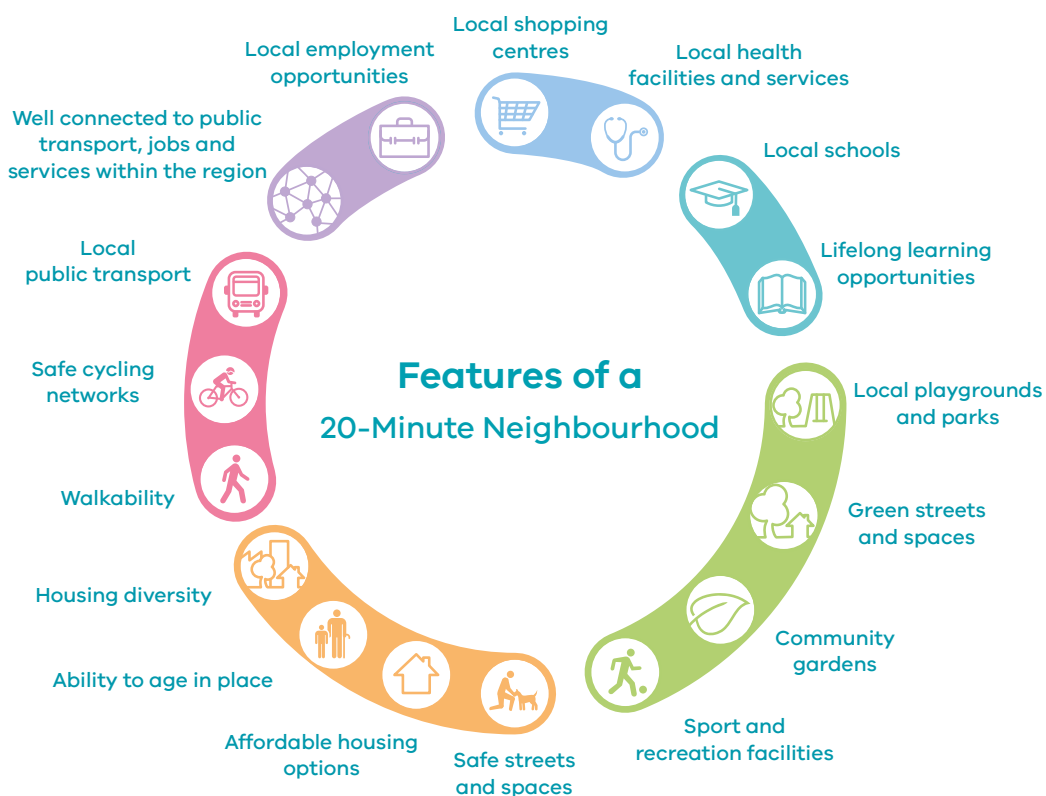 Local shopping
centres
Local health
facilities and services
Local schools
Lifelong learning
opportunities
Local playgrounds
and parks
Green streets
and spaces
Community
gardens
Sport and
recreation facilities
Safe streets
and spaces
Affordable housing
options
Ability to age in place
Housing diversity
Walkability
Safe cycling
networks
Local
public transport
Well connected to public
transport, jobs and
services within the region
Local employment
opportunities
Features of a
20-Minute Neighbourhood